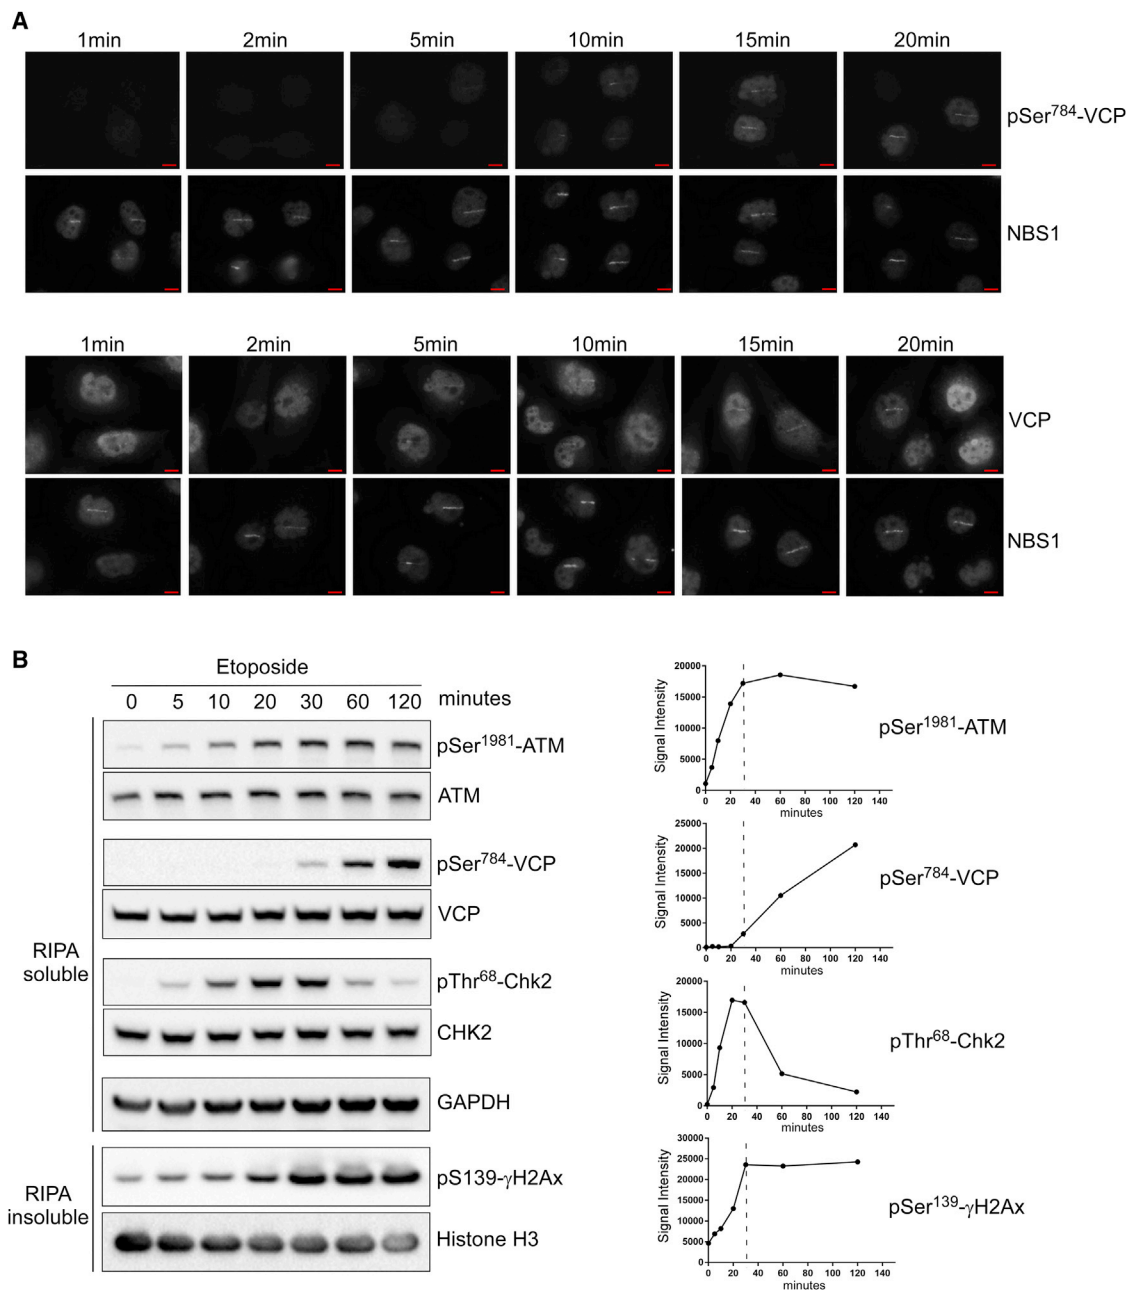 A
1min 2min 5min 10min 15min 20min
pSer784-VCP
NBS1
1min 2min 5min 10min 15min 20min
VCP
NBS1
B
Etoposide
0 5 10 20 30 60 120 minutes
RIPA
soluble
pSer1981-ATM
ATM
pSer784-VCP
VCP
pThr68-Chk2
CHK2
GAPDH
RIPA
insoluble
pS139-γH2Ax
Histone H3
Signal Intensity
20000
15000
10000
5000
0
0 20 40 60 80 100 120 140
minutes
pSer1981-ATM
Signal Intensity
25000
20000
15000
10000
5000
0
0 20 40 60 80 100 120 140
minutes
pSer784-VCP
Signal Intensity
20000
15000
10000
5000
0
0 20 40 60 80 100 120 140
minutes
pThr68-Chk2
Signal Intensity
30000
25000
20000
15000
10000
5000
0
0 20 40 60 80 100 120 140
minutes
pSer139-γH2Ax